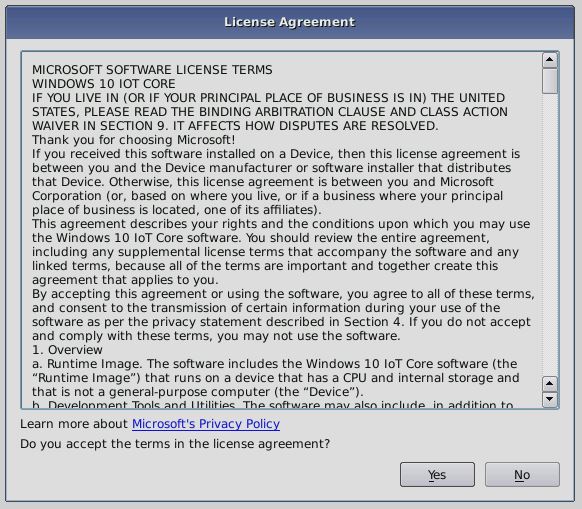 License Agreement
MICROSOFT SOFTWARE LICENSE TERMS
WINDOWS 10 IOT CORE
IF YOU LIVE IN (OR IF YOUR PRINCIPAL PLACE OF BUSINESS IS IN) THE UNITED
STATES, PLEASE READ THE BINDING ARBITRATION CLAUSE AND CLASS ACTION
WAIVER IN SECTION 9. IT AFFECTS HOW DISPUTES ARE RESOLVED.
Thank you for choosing Microsoft!
If you received this software installed on a Device, then this license agreement is
between you and the Device manufacturer or software installer that distributes
that Device. Otherwise, this license agreement is between you and Microsoft
Corporation (or, based on where you live, or if a business where your principal
place of business is located, one of its affiliates).
This agreement describes your rights and the conditions upon which you may use
the Windows 10 IoT Core software. You should review the entire agreement,
including any supplemental license terms that accompany the software and any
linked terms, because all of the terms are important and together create this
agreement that applies to you.
By accepting this agreement or using the software, you agree to all of these terms,
and consent to the transmission of certain information during your use of the
software as per the privacy statement described in Section 4. If you do not accept
and comply with these terms, you may not use the software.
1. Overview
a. Runtime Image. The software includes the Windows 10 IoT Core software (the
“Runtime Image”) that runs on a device that has a CPU and internal storage and
that is not a general-purpose computer (the “Device”).
b. Development Tools and Utilities. The software may also include, in addition to
Learn more about Microsoft's Privacy Policy
Do you accept the terms in the license agreement?
Yes No